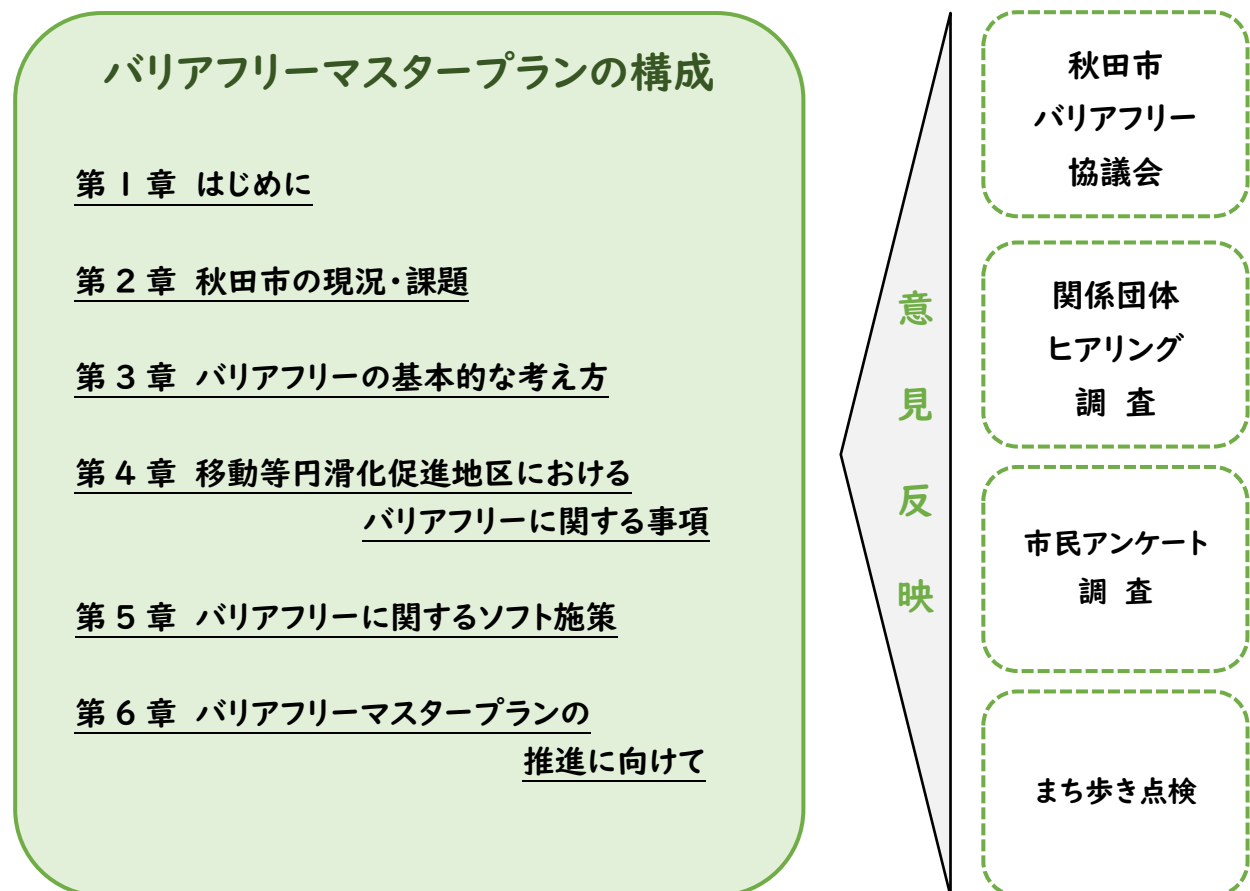 バリアフリーマスタープランの構成
第1章 はじめに
第2章 秋田市の現況・課題
第3章 バリアフリーの基本的な考え方
第4章 移動等円滑化促進地区における
バリアフリーに関する事項
第5章 バリアフリーに関するソフト施策
第6章 バリアフリーマスタープランの
推進に向けて
意
見
反
映
秋田市
バリアフリー
協議会
関係団体
ヒアリング
調 査
市民アンケート
調 査
まち歩き点検